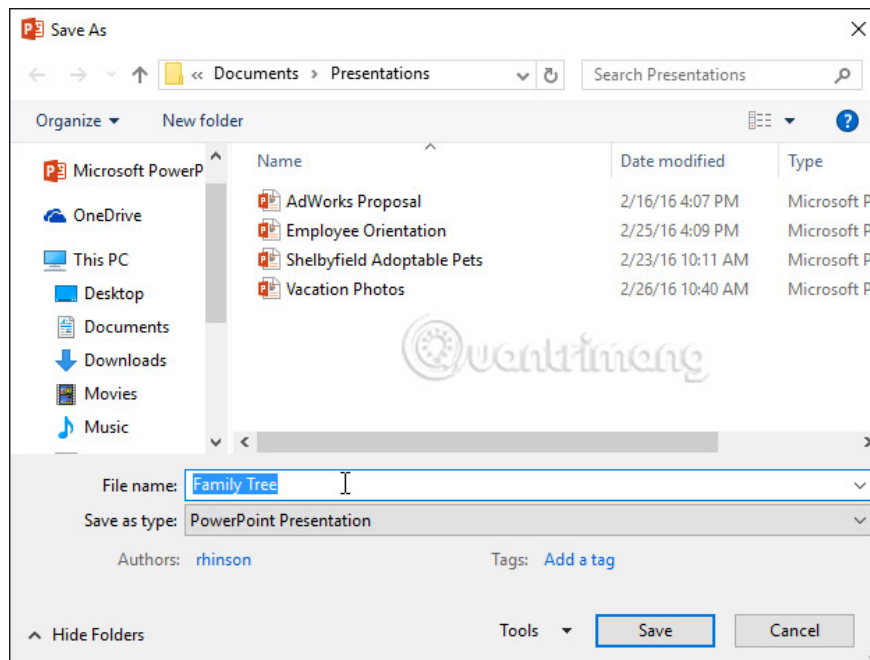 Save As
« Documents › Presentations
Search Presentations
Organize
New folder
Microsoft PowerP
OneDrive
This PC
Desktop
Documents
Downloads
Movies
Music
Name Date modified Type
AdWorks Proposal 2/16/16 4:07 PM Microsoft P
Employee Orientation 2/25/16 4:09 PM Microsoft P
Shelbyfield Adoptable Pets 2/23/16 10:11 AM Microsoft P
Vacation Photos 2/26/16 10:40 AM Microsoft P
Quantrimang
File name: Family Tree
Save as type: PowerPoint Presentation
Authors: rhinson Tags: Add a tag
Hide Folders Tools Save Cancel